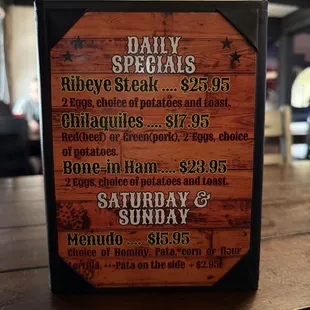 DAILY
SPECIALS
Ribeye Steak .... $25.95
2 Eggs, choice of potatoes and toast.
Chilaquiles .... $17.95
Red(beef) or Green(pork), 2 Eggs, choice
of potatoes.
Bone-in Ham .... $23.95
2 Eggs, choice of potatoes and toast.
SATURDAY &
SUNDAY
Menudo .... $15.95
Choice of Hominy, Pata, corn or flour
tortilla. ***Pata on the side + $2.95